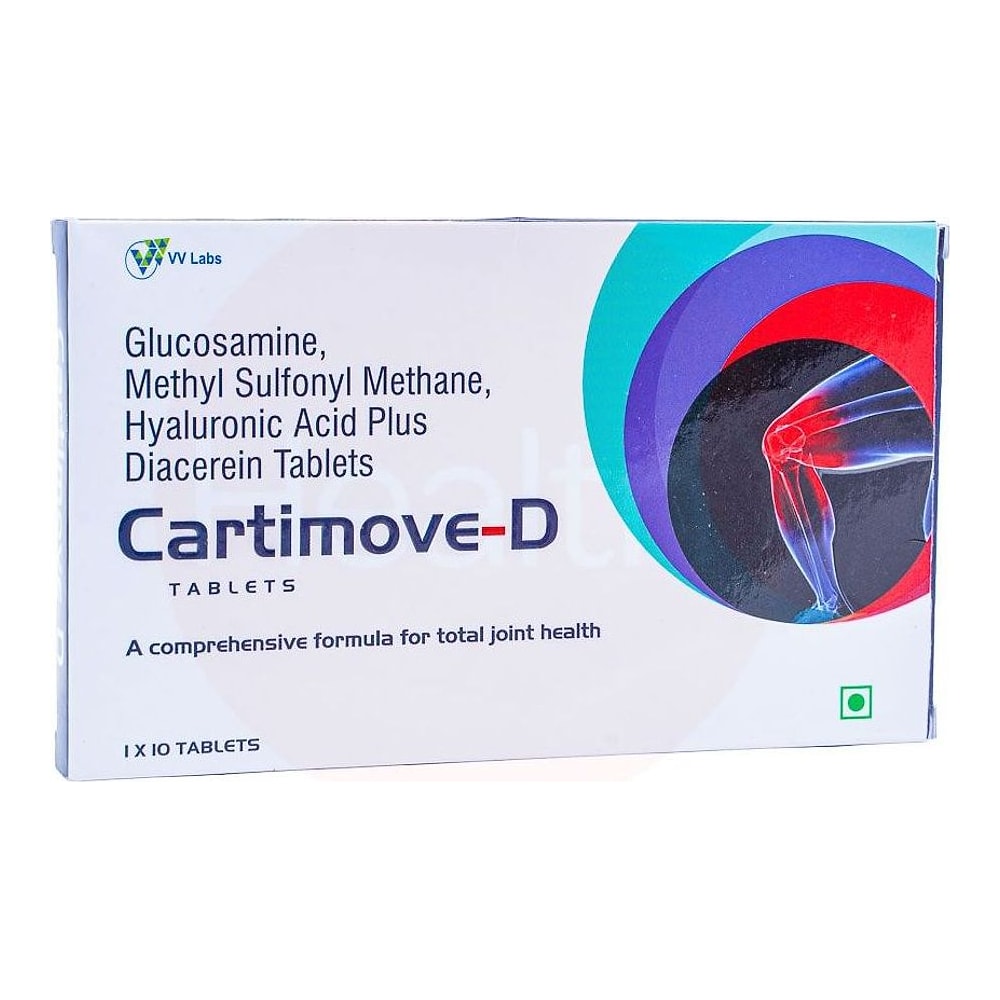 VV Labs
Glucosamine,
Methyl Sulfonyl Methane,
Hyaluronic Acid Plus
Diacerein Tablets
Cartimove-D
TABLETS
A comprehensive formula for total joint health
1 X 10 TABLETS